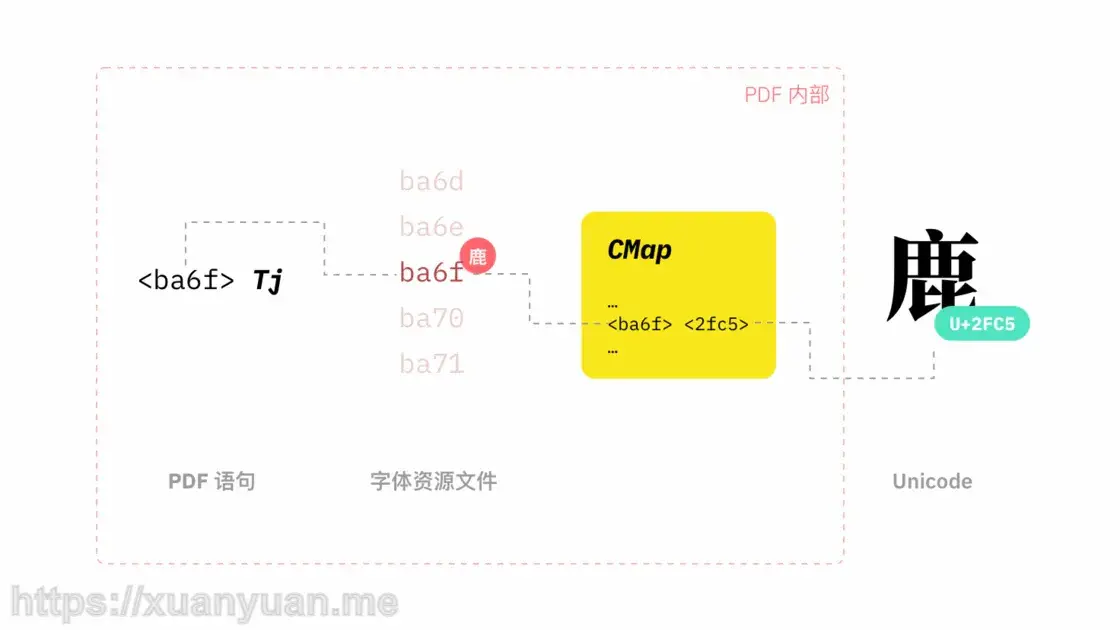 PDF 内部
ba6d
ba6e
<ba6f> Tj
ba6f
鹿
ba70
ba71
CMap
…
<ba6f> <2fc5>
…
鹿
U+2FC5
PDF 语句
字体资源文件
Unicode
https://xuanyuan.me